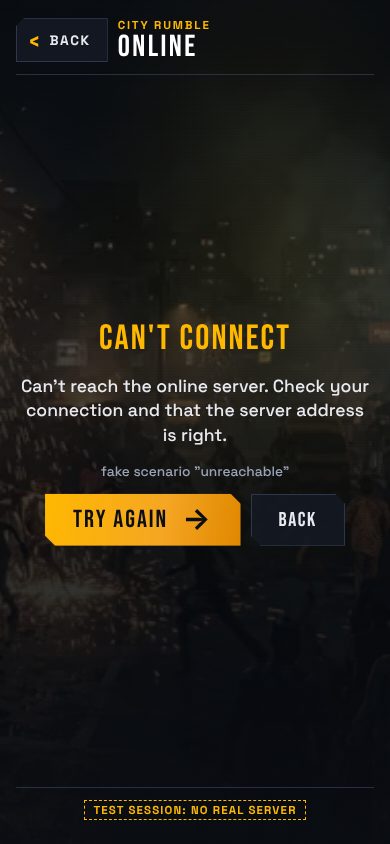 < BACK
CITY RUMBLE
ONLINE
CAN'T CONNECT
Can't reach the online server. Check your
connection and that the server address
is right.
fake scenario "unreachable"
TRY AGAIN →
BACK
TEST SESSION: NO REAL SERVER